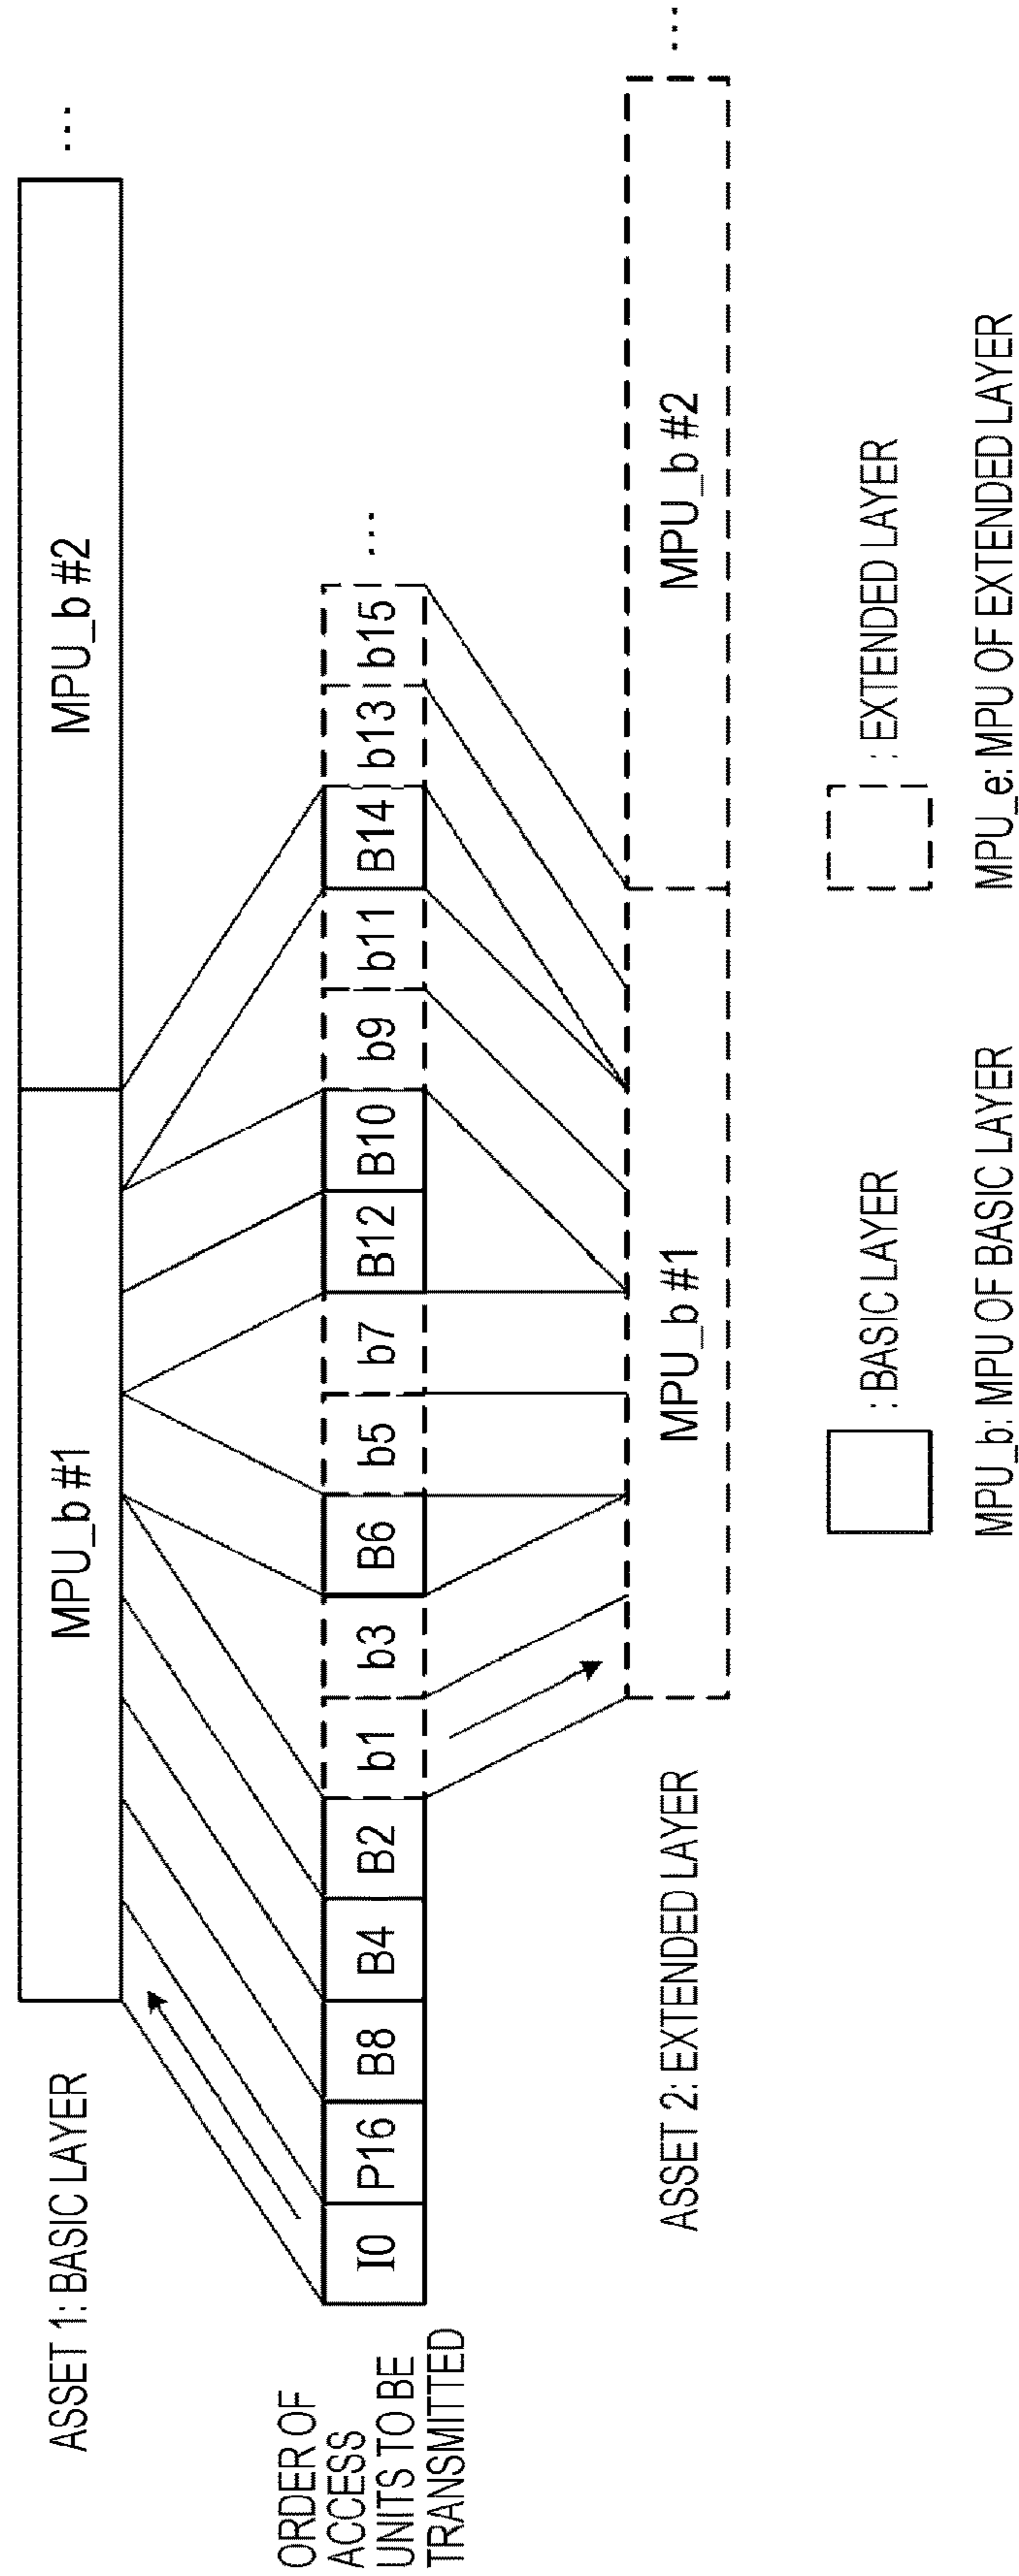 ASSET 1: BASIC LAYER
MPU_b #1
MPU_b #2
...
ORDER OF
ACCESS
UNITS TO BE
TRANSMITTED
I0
P16
B8
B4
B2
b1
b3
B6
b5
b7
B12
B10
b9
b11
B14
b13
b15
...
ASSET 2: EXTENDED LAYER
MPU_b #1
MPU_b #2
...
: BASIC LAYER
: EXTENDED LAYER
MPU_b: MPU OF BASIC LAYER
MPU_e: MPU OF EXTENDED LAYER